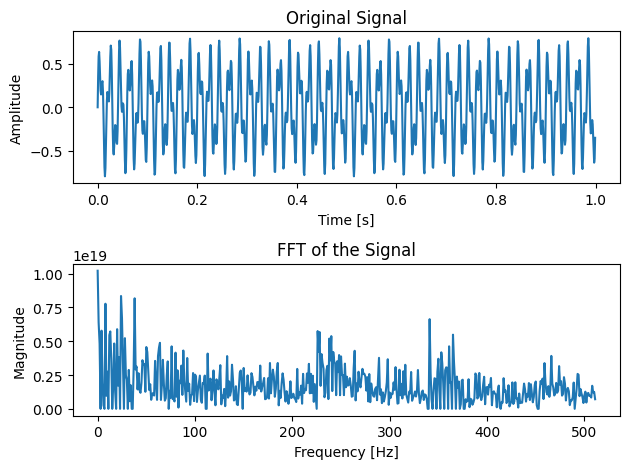 Original Signal
0.5
0.0
−0.5
Amplitude
0.0 0.2 0.4 0.6 0.8 1.0
Time [s]
FFT of the Signal
1e19
1.00
0.75
0.50
0.25
0.00
Magnitude
0 100 200 300 400 500
Frequency [Hz]